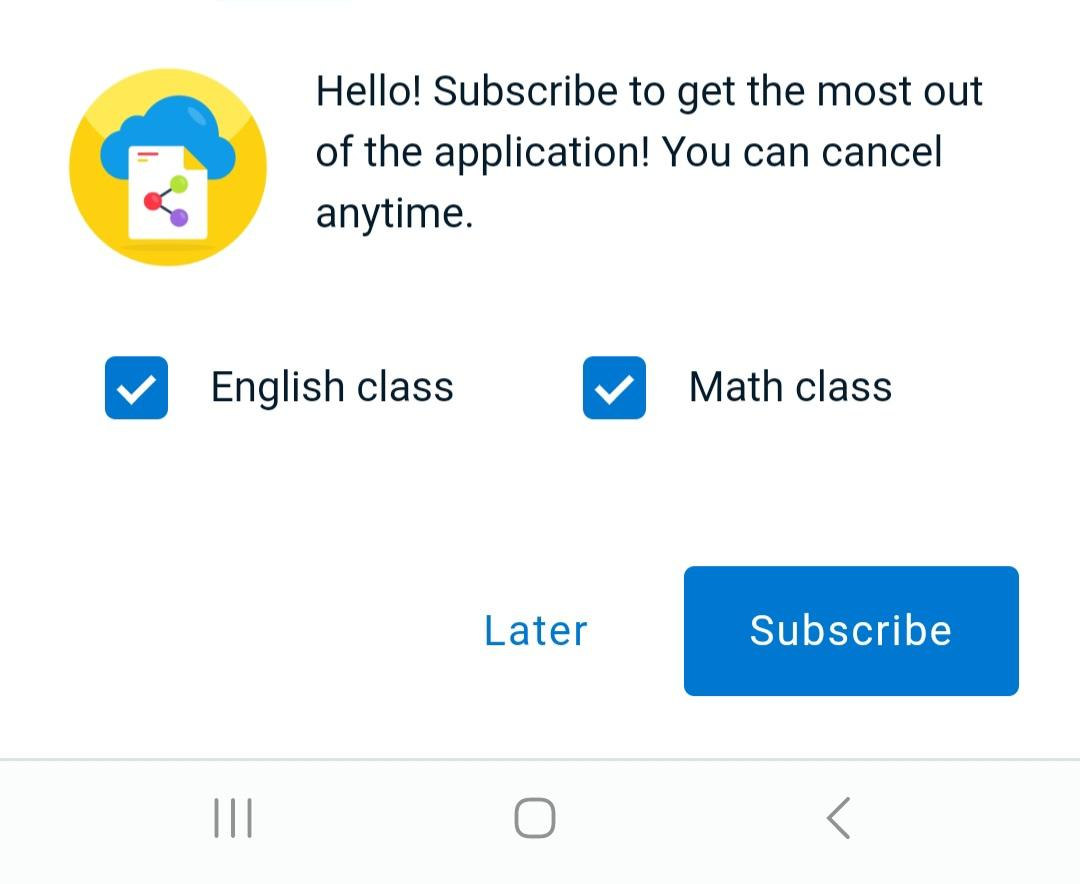 Hello! Subscribe to get the most out
of the application! You can cancel
anytime.
English class
Math class
Later
Subscribe